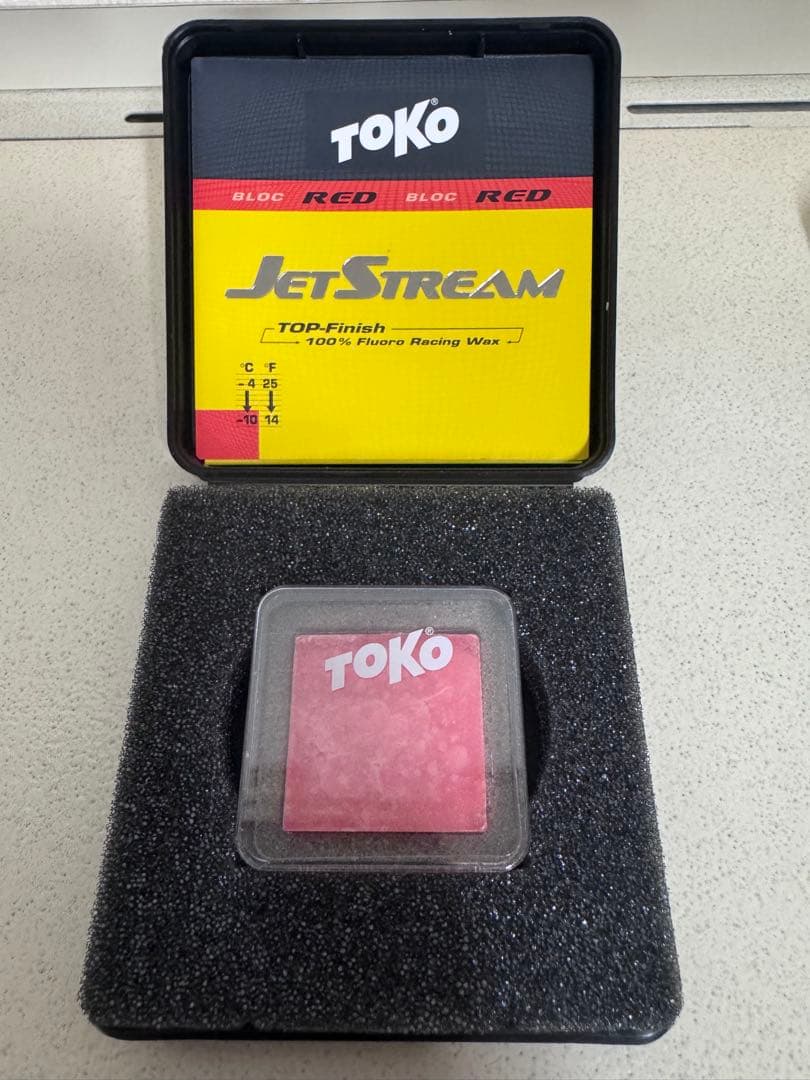 TOKO®
BLOC RED BLOC RED
JETSTREAM
TOP-Finish
100% Fluoro Racing Wax
°C °F
-4 25
-10 14
TOKO®